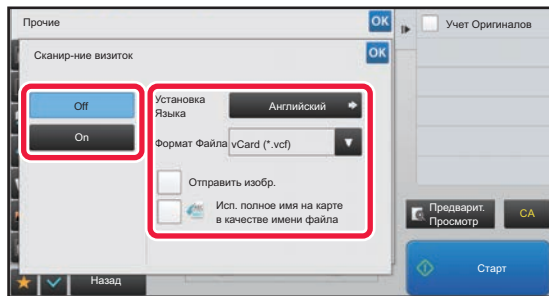 Прочие
OK
Учет Оригиналов
Сканир-ние визиток
OK
Off
On
Установка
Языка
Английский
Формат Файла
vCard (*.vcf)
Отправить изобр.
Исп. полное имя на карте
в качестве имени файла
Предварит.
Просмотр
CA
Назад
Старт